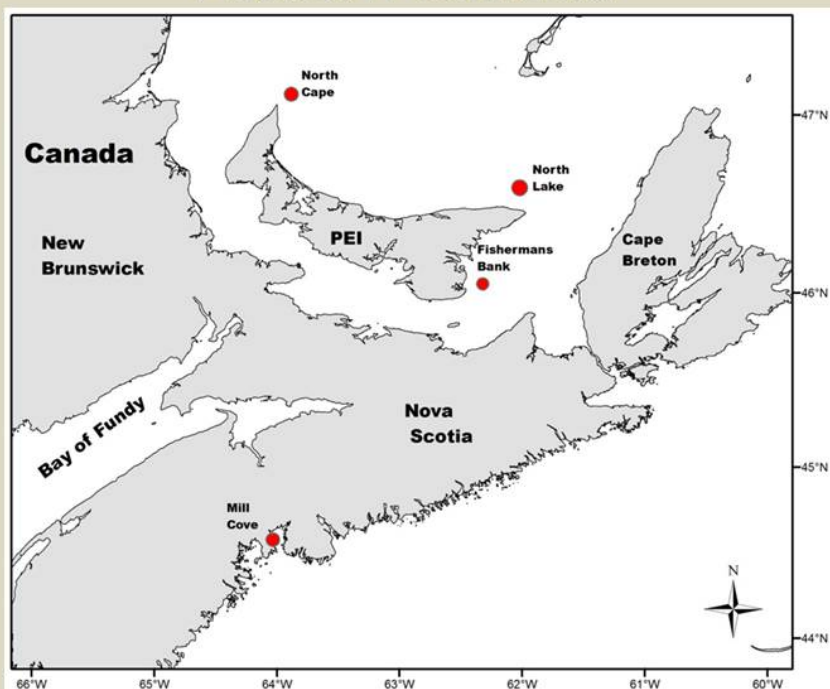 North
Cape
47°N
Canada
North
Lake
New
Brunswick
PEI
Fishermans
Bank
Cape
Breton
46°N
Bay of Fundy
Nova
Scotia
45°N
Mill
Cove
N
44°N
66°W
65°W
64°W
63°W
62°W
61°W
60°W